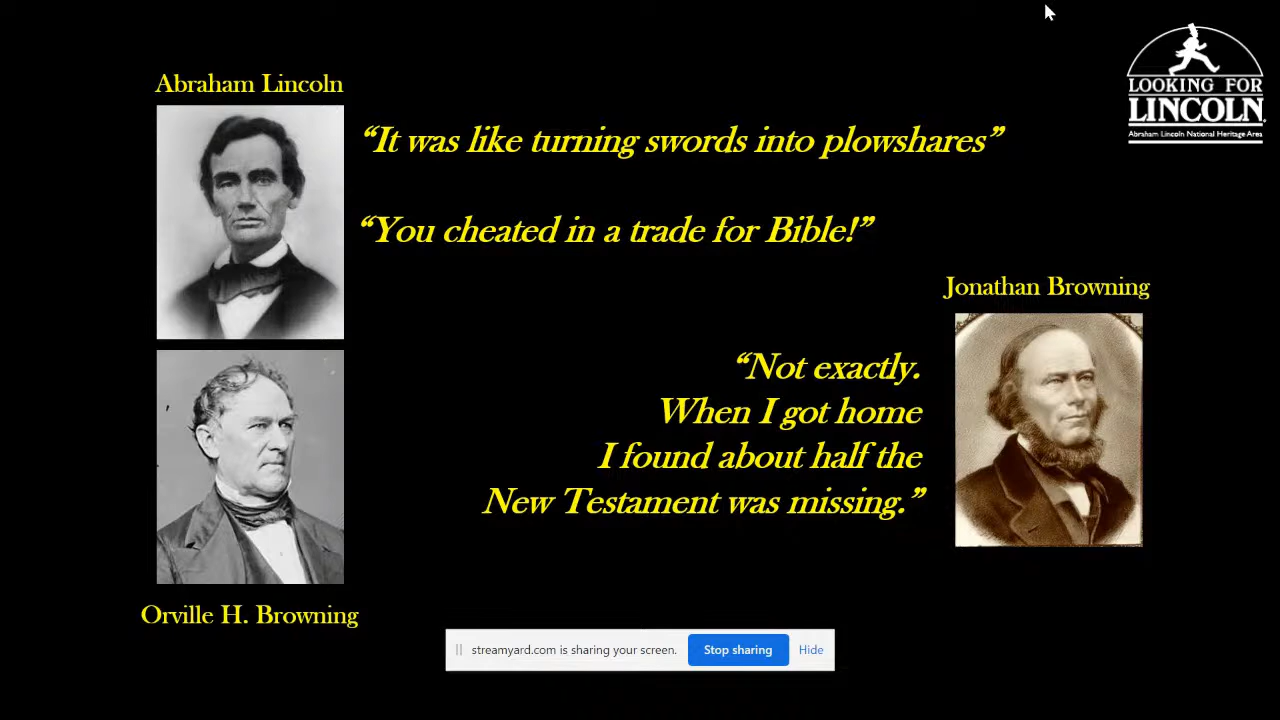 Abraham Lincoln
“It was like turning swords into plowshares”
“You cheated in a trade for Bible!”
LOOKING FOR
LINCOLN
Abraham Lincoln National Heritage Area
Jonathan Browning
“Not exactly.
When I got home
I found about half the
New Testament was missing.”
Orville H. Browning
streamyard.com is sharing your screen.
Stop sharing
Hide